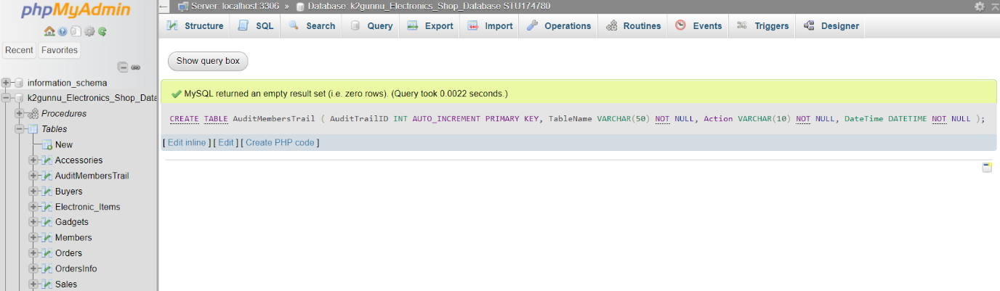 phpMyAdmin
Recent Favorites
information_schema
k2gunnu_Electronics_Shop_Data
Procedures
Tables
New
Accessories
AuditMembersTrail
Buyers
Electronic_Items
Gadgets
Members
Orders
OrdersInfo
Sales
Server: localhost 3306 » Database: k2gunnu_Electronics_Shop_Database STU174780
Structure SQL Search Query Export Import Operations Routines Events Triggers Designer
Show query box
MySQL returned an empty result set (i.e. zero rows). (Query took 0.0022 seconds.)
CREATE TABLE AuditMembersTrail ( AuditTrailID INT AUTO_INCREMENT PRIMARY KEY, TableName VARCHAR(50) NOT NULL, Action VARCHAR(10) NOT NULL, DateTime DATETIME NOT NULL );
[ Edit inline ] [ Edit ] [ Create PHP code ]